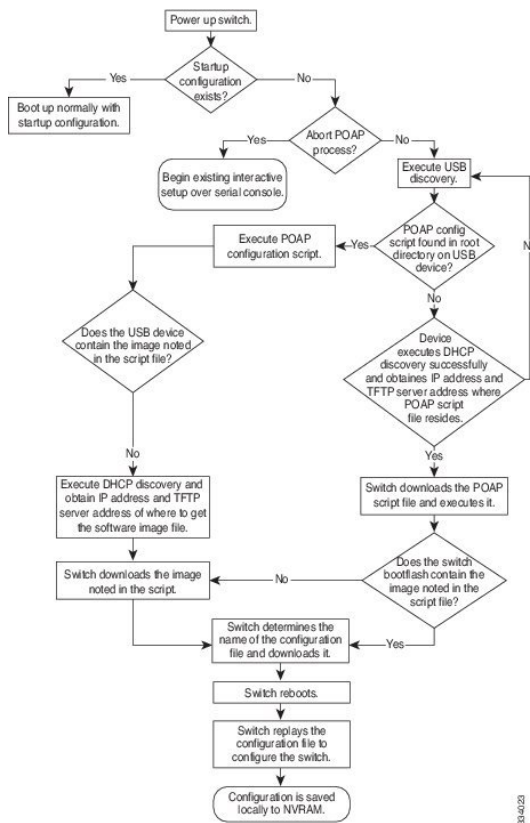 Power up switch.
Startup
configuration
exists?
Yes
No
Boot up normally with
startup configuration.
Abort POAP
process?
Yes
No
Begin existing interactive
setup over serial console.
Execute USB
discovery.
POAP config
script found in root
directory on USB
device?
Yes
Execute POAP
configuration script.
No
Does the USB device
contain the image noted
in the script file?
Device
executes DHCP
discovery successfully
and obtaines IP address and
TFTP server address where
POAP script
file resides.
No
Yes
Execute DHCP discovery and
obtain IP address and TFTP
server address of where to get
the software image file.
Switch downloads the POAP
script file and executes it.
Switch downloads the image
noted in the script.
No
Does the switch
bootflash contain the
image noted in the
script file?
Yes
Switch determines the
name of the configuration
file and downloads it.
Switch reboots.
Switch replays the
configuration file to
configure the switch.
Configuration is saved
locally to NVRAM.